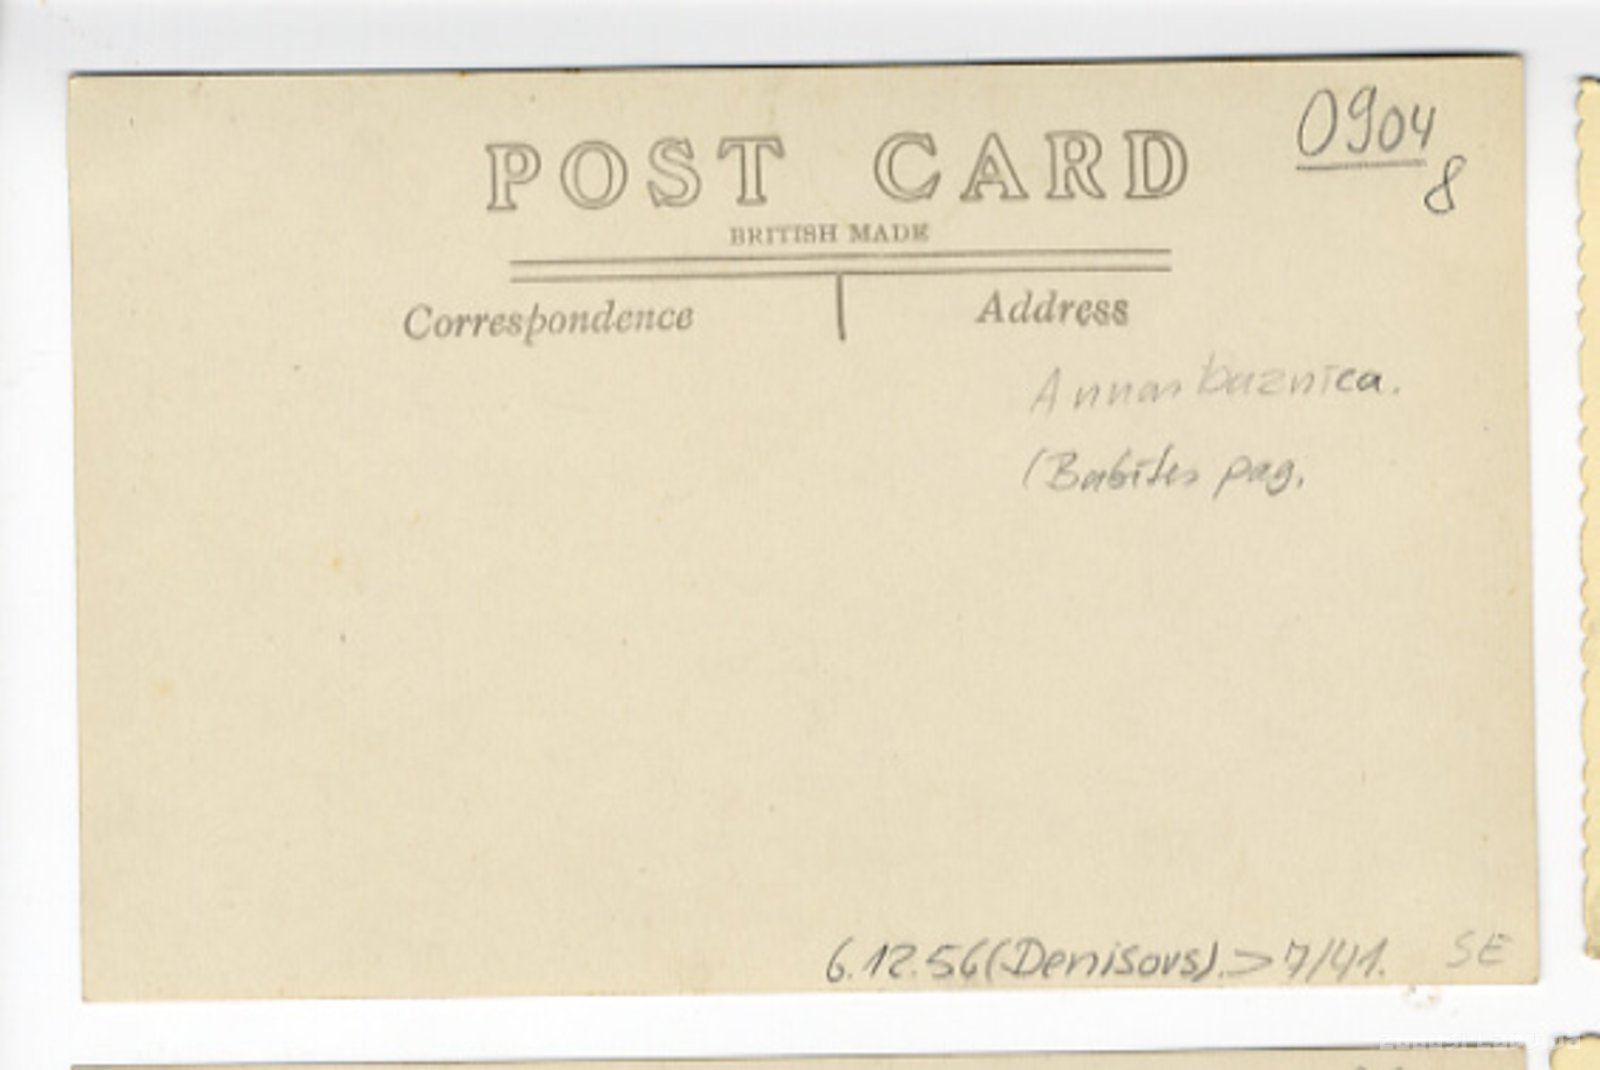 0904
8
POST CARD
BRITISH MADE
Correspondence Address
Annas baznīca.
(Babītes pag.
6.12.56(Denisovs).>7/41. SE